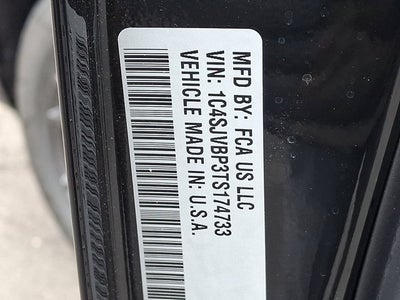 MFD BY: FCA US LLC
VIN: 1C4SJVBP3TS174733
VEHICLE MADE IN: U.S.A.